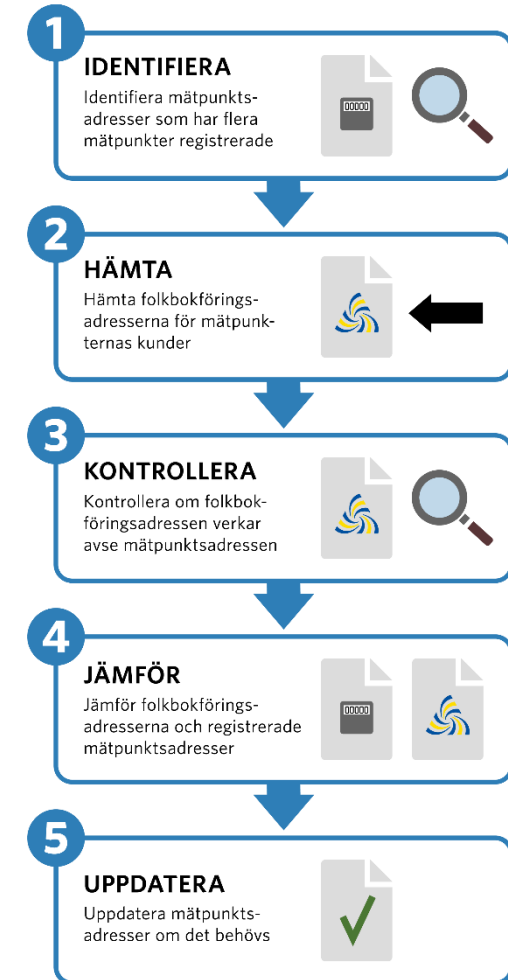 1
IDENTIFIERA
Identifiera mätpunkts-
adresser som har flera
mätpunkter registrerade
00000
2
HÄMTA
Hämta folkbokförings-
adresserna för mätpunk-
ternas kunder
3
KONTROLLERA
Kontrollera om folkbok-
föringsadressen verkar
avse mätpunktsadressen
4
JÄMFÖR
Jämför folkbokförings-
adresserna och registrerade
mätpunktsadresser
00000
5
UPPDATERA
Uppdatera mätpunkts-
adresser om det behövs